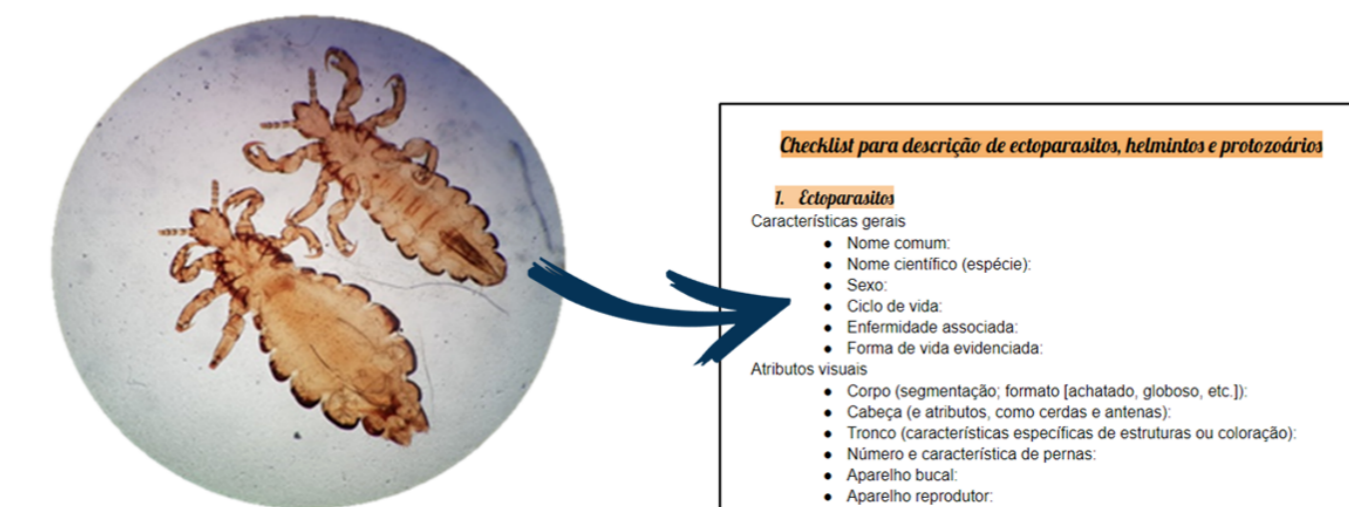 Checklist para descrição de ectoparasitos, helmintos e protozoários
1. Ectoparasitos
Características gerais
● Nome comum:
● Nome científico (espécie):
● Sexo:
● Ciclo de vida:
● Enfermidade associada:
● Forma de vida evidenciada:
Atributos visuais
● Corpo (segmentação; formato [achatado, globoso, etc.]):
● Cabeça (e atributos, como cerdas e antenas):
● Tronco (características específicas de estruturas ou coloração):
● Número e característica de pernas:
● Aparelho bucal:
● Aparelho reprodutor: